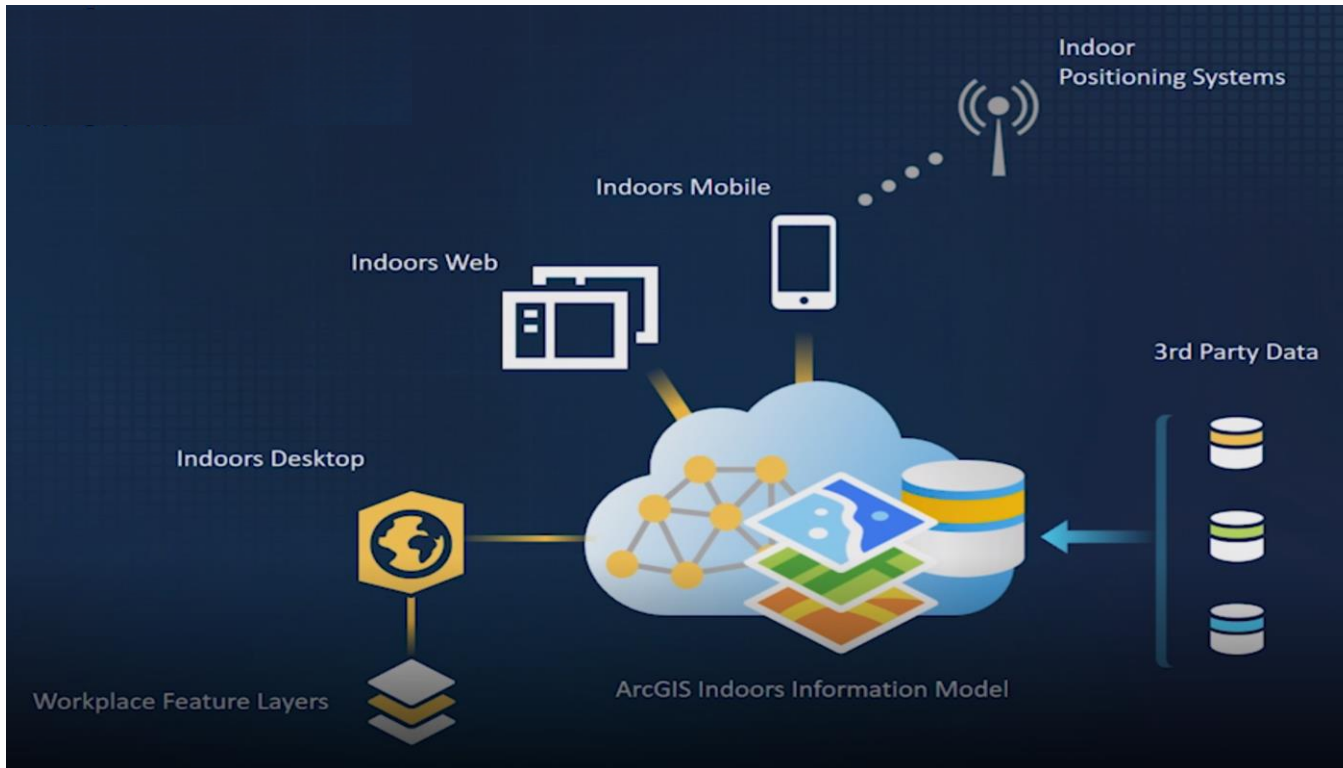 Indoor
Positioning Systems
Indoors Mobile
Indoors Web
3rd Party Data
Indoors Desktop
Workplace Feature Layers
ArcGIS Indoors Information Model